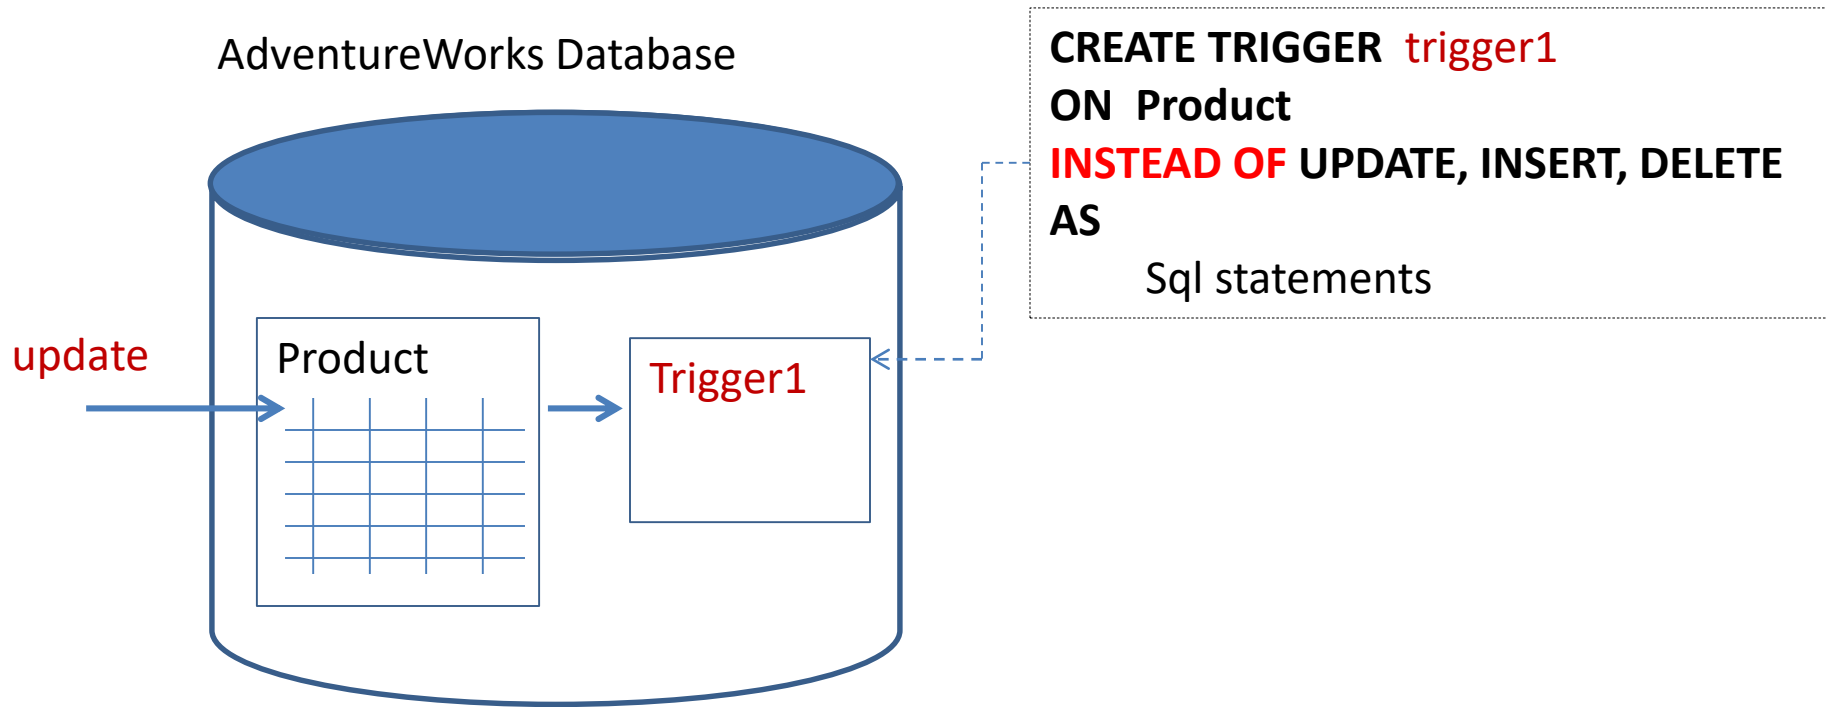 AdventureWorks Database
CREATE TRIGGER trigger1
ON Product
INSTEAD OF UPDATE, INSERT, DELETE
AS
Sql statements
update
Product
Trigger1